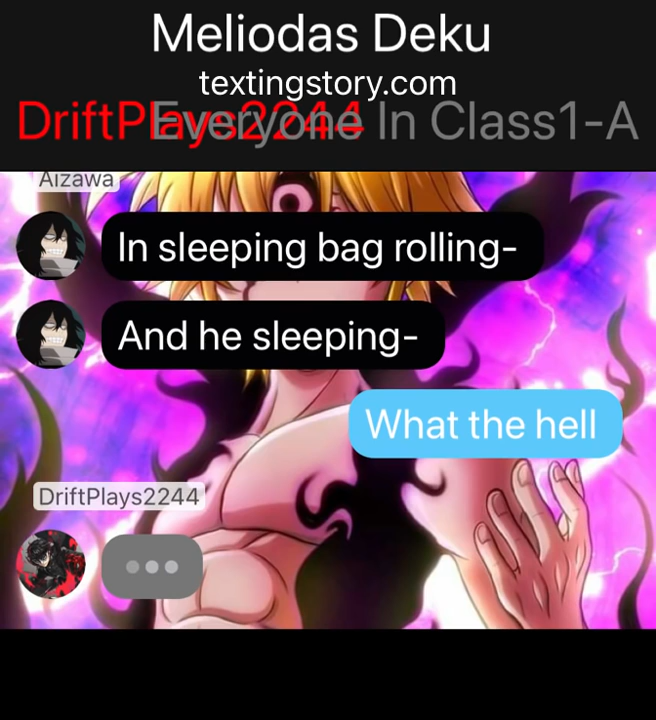 Meliodas Deku
textingstory.com
DriftPlays2244
Everyone In Class1-A
Aizawa
In sleeping bag rolling-
And he sleeping-
What the hell
DriftPlays2244